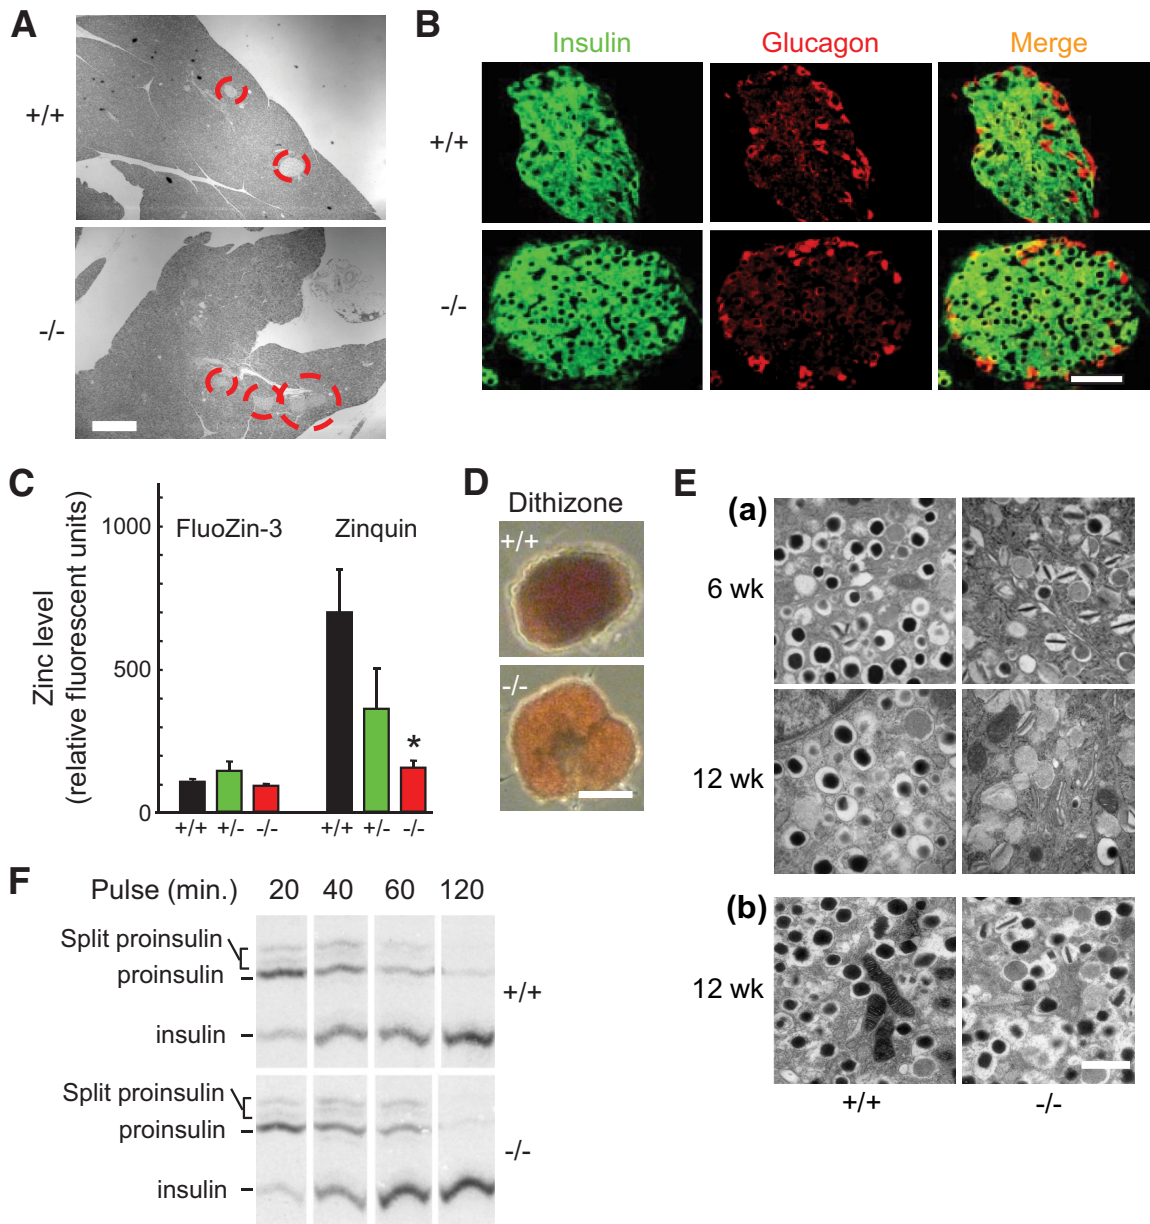 A
+/+
-/-
B
Insulin Glucagon Merge
+/+
-/-
C
Zinc level
(relative fluorescent units)
1000
500
0
FluoZin-3 Zinquin
+/+ +/- -/- +/+ +/- -/-
*
D
Dithizone
+/+
-/-
E
(a)
6 wk
12 wk
(b)
12 wk
+/+ -/-
F
Pulse (min.) 20 40 60 120
Split proinsulin
proinsulin
insulin
+/+
Split proinsulin
proinsulin
insulin
-/-